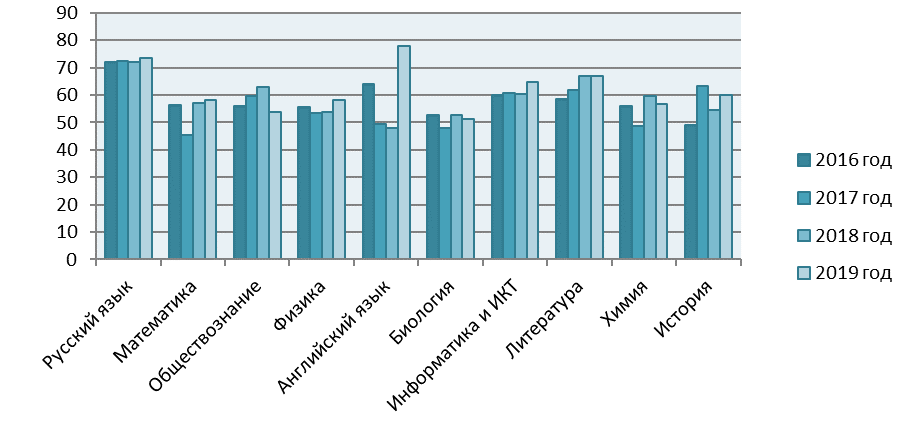 90
80
70
60
50
40
30
20
10
0
Русский язык
Математика
Обществознание
Физика
Английский язык
Биология
Информатика и ИКТ
Литература
Химия
История
2016 год
2017 год
2018 год
2019 год